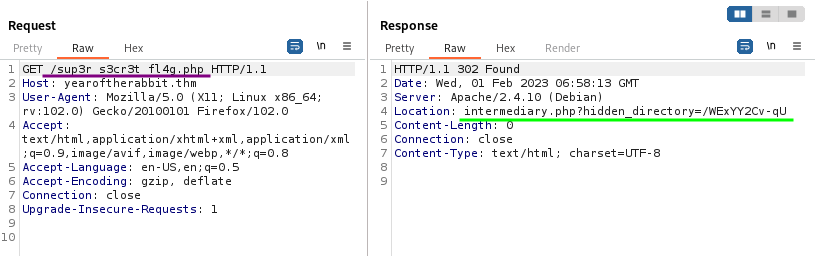 Request
Pretty Raw Hex \n
1 GET /sup3r_s3cr3t_fl4g.php HTTP/1.1
2 Host: yearoftherabbit.thm
3 User-Agent: Mozilla/5.0 (X11; Linux x86_64;
rv:102.0) Gecko/20100101 Firefox/102.0
4 Accept:
text/html,application/xhtml+xml,application/xml
;q=0.9,image/avif,image/webp,*/*;q=0.8
5 Accept-Language: en-US,en;q=0.5
6 Accept-Encoding: gzip, deflate
7 Connection: close
8 Upgrade-Insecure-Requests: 1
9
10
Response
Pretty Raw Hex Render \n
1 HTTP/1.1 302 Found
2 Date: Wed, 01 Feb 2023 06:58:13 GMT
3 Server: Apache/2.4.10 (Debian)
4 Location: intermediary.php?hidden_directory=/WExYY2Cv-qU
5 Content-Length: 0
6 Connection: close
7 Content-Type: text/html; charset=UTF-8
8
9